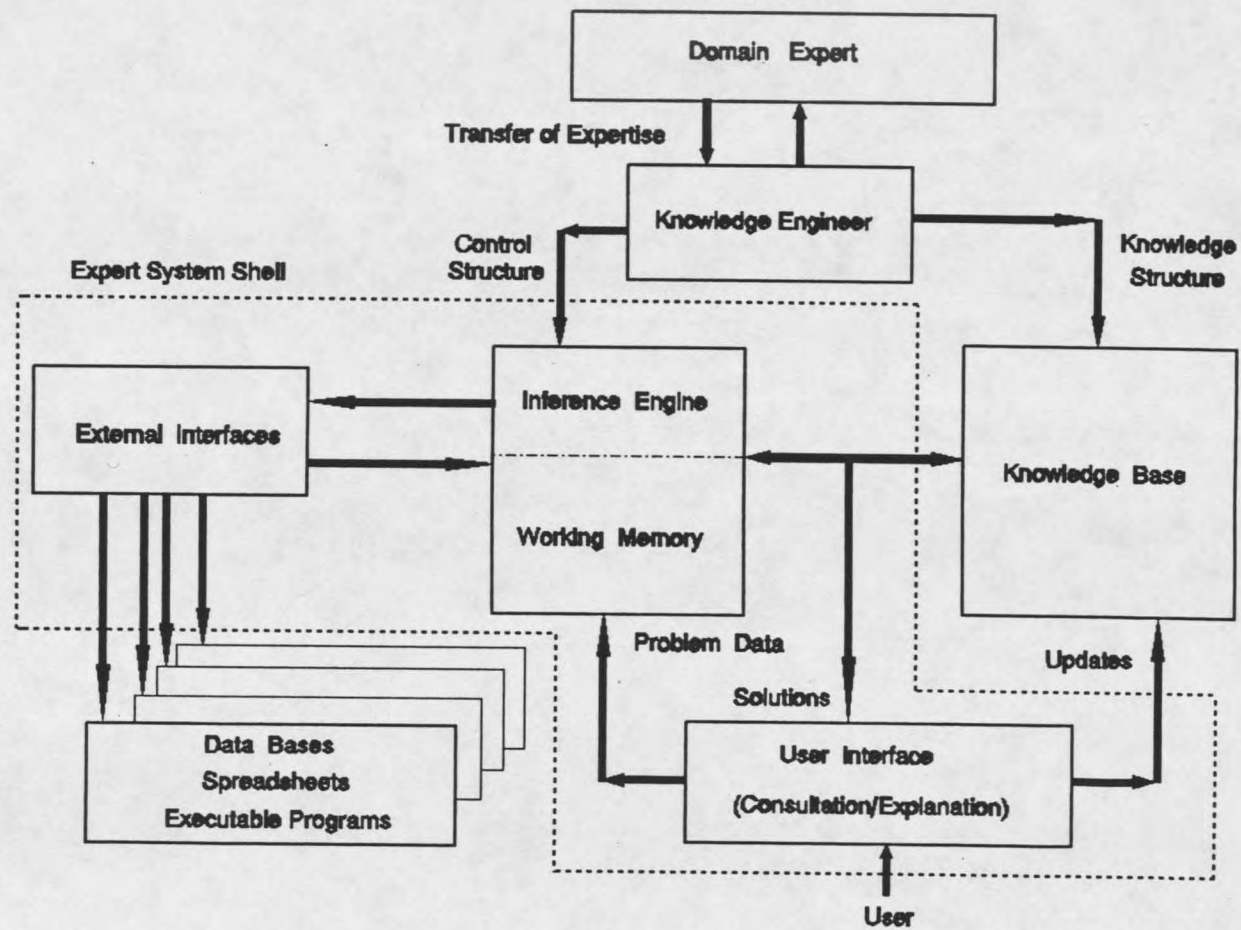 Domain Expert
Transfer of Expertise
Knowledge Engineer
Control
Structure
Knowledge
Structure
Expert System Shell
Inference Engine
External Interfaces
Knowledge Base
Working Memory
Problem Data
Updates
Solutions
Data Bases
Spreadsheets
Executable Programs
User Interface
(Consultation/Explanation)
User